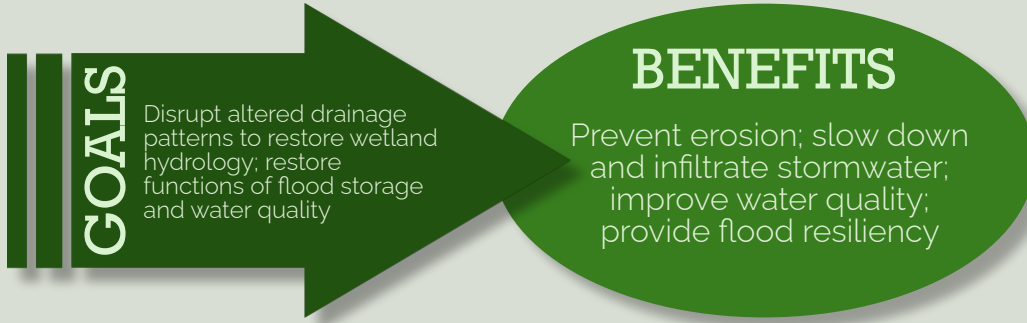 GOALS
Disrupt altered drainage
patterns to restore wetland
hydrology; restore
functions of flood storage
and water quality
BENEFITS
Prevent erosion; slow down
and infiltrate stormwater;
improve water quality;
provide flood resiliency